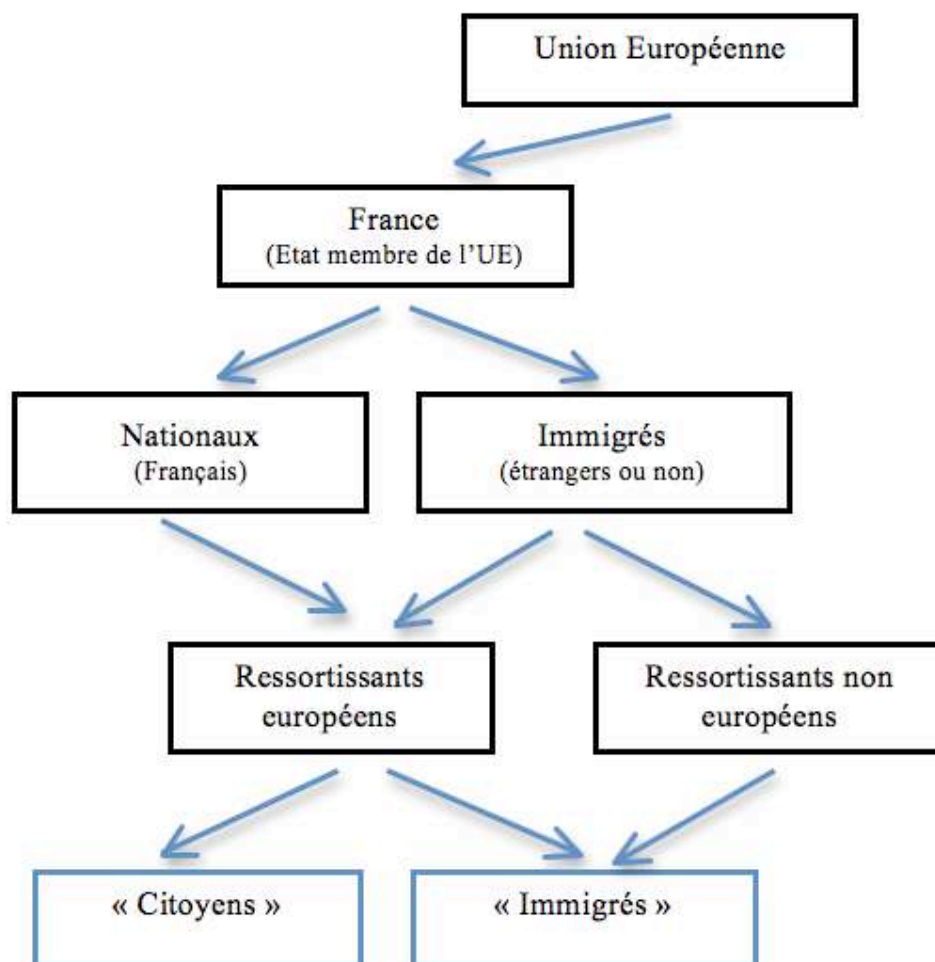 Union Européenne
France
(Etat membre de l’UE)
Nationaux
(Français)
Immigrés
(étrangers ou non)
Ressortissants
européens
Ressortissants non
européens
« Citoyens »
« Immigrés »